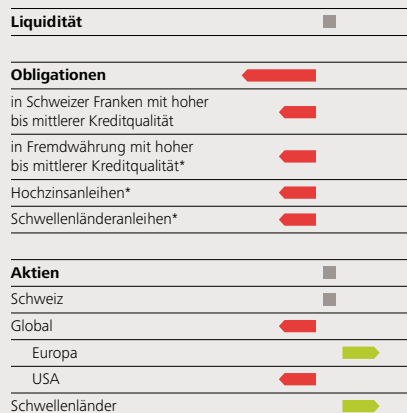 Liquidität
Obligationen
in Schweizer Franken mit hoher
bis mittlerer Kreditqualität
in Fremdwährung mit hoher
bis mittlerer Kreditqualität*
Hochzinsanleihen*
Schwellenländeranleihen*
Aktien
Schweiz
Global
Europa
USA
Schwellenländer